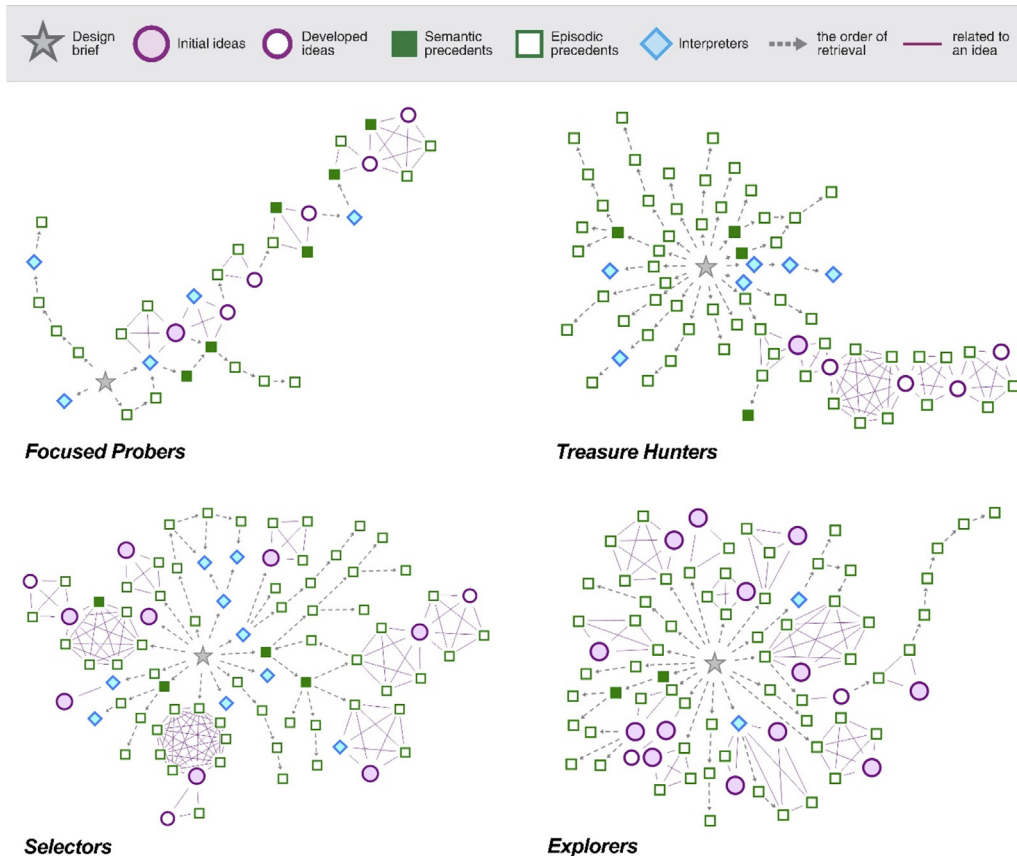 Design
brief
Initial ideas
Developed
ideas
Semantic
precedents
Episodic
precedents
Interpreters
the order of
retrieval
related to
an idea
Focused Probers
Treasure Hunters
Selectors
Explorers